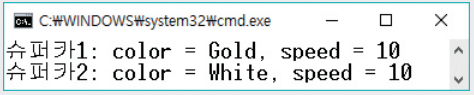 C:₩WINDOWS₩system32₩cmd.exe
슈퍼카1: color = Gold, speed = 10
슈퍼카2: color = White, speed = 10